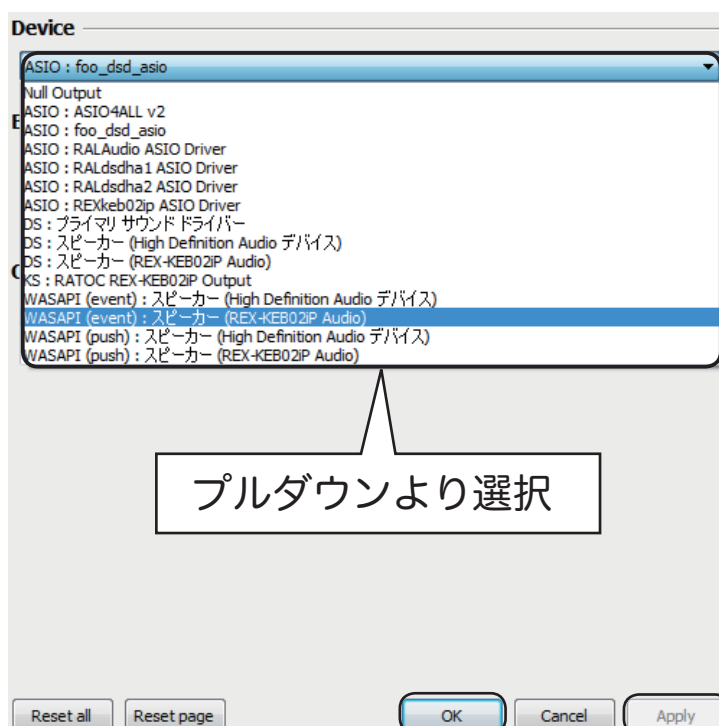 Device
ASIO : foo_dsd_asio
Null Output
ASIO : ASIO4ALL v2
ASIO : foo_dsd_asio
ASIO : RALAudio ASIO Driver
ASIO : RALdsdha1 ASIO Driver
ASIO : RALdsdha2 ASIO Driver
ASIO : REXkeb02ip ASIO Driver
DS : プライマリ サウンド ドライバー
DS : スピーカー (High Definition Audio デバイス)
DS : スピーカー (REX-KEB02iP Audio)
KS : RATOC REX-KEB02iP Output
WASAPI (event) : スピーカー (High Definition Audio デバイス)
WASAPI (event) : スピーカー (REX-KEB02iP Audio)
WASAPI (push) : スピーカー (High Definition Audio デバイス)
WASAPI (push) : スピーカー (REX-KEB02iP Audio)
プルダウンより選択
Reset all Reset page OK Cancel Apply